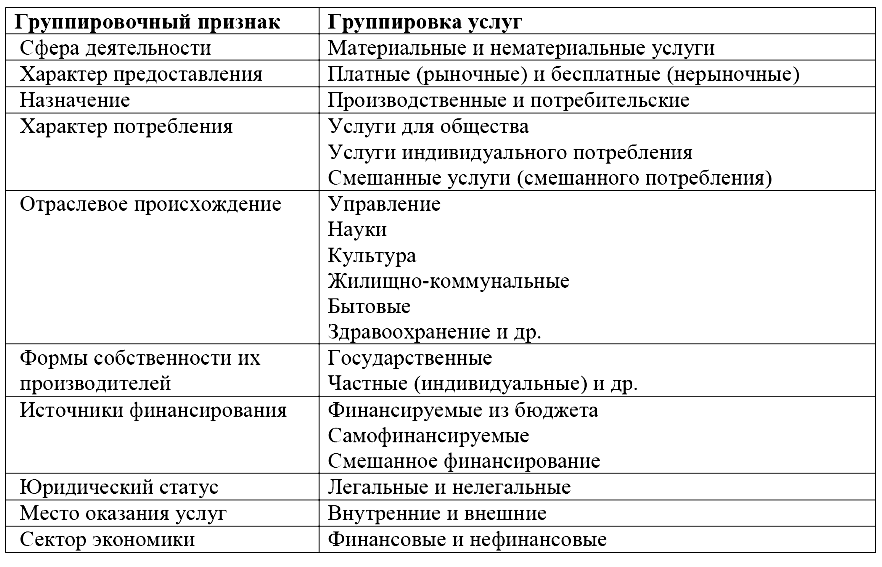 Группировочный признак Группировка услуг
Сфера деятельности Материальные и нематериальные услуги
Характер предоставления Платные (рыночные) и бесплатные (нерыночные)
Назначение Производственные и потребительские
Характер потребления Услуги для общества
Услуги индивидуального потребления
Смешанные услуги (смешанного потребления)
Отраслевое происхождение Управление
Науки
Культура
Жилищно-коммунальные
Бытовые
Здравоохранение и др.
Формы собственности их Государственные
производителей Частные (индивидуальные) и др.
Источники финансирования Финансируемые из бюджета
Самофинансируемые
Смешанное финансирование
Юридический статус Легальные и нелегальные
Место оказания услуг Внутренние и внешние
Сектор экономики Финансовые и нефинансовые